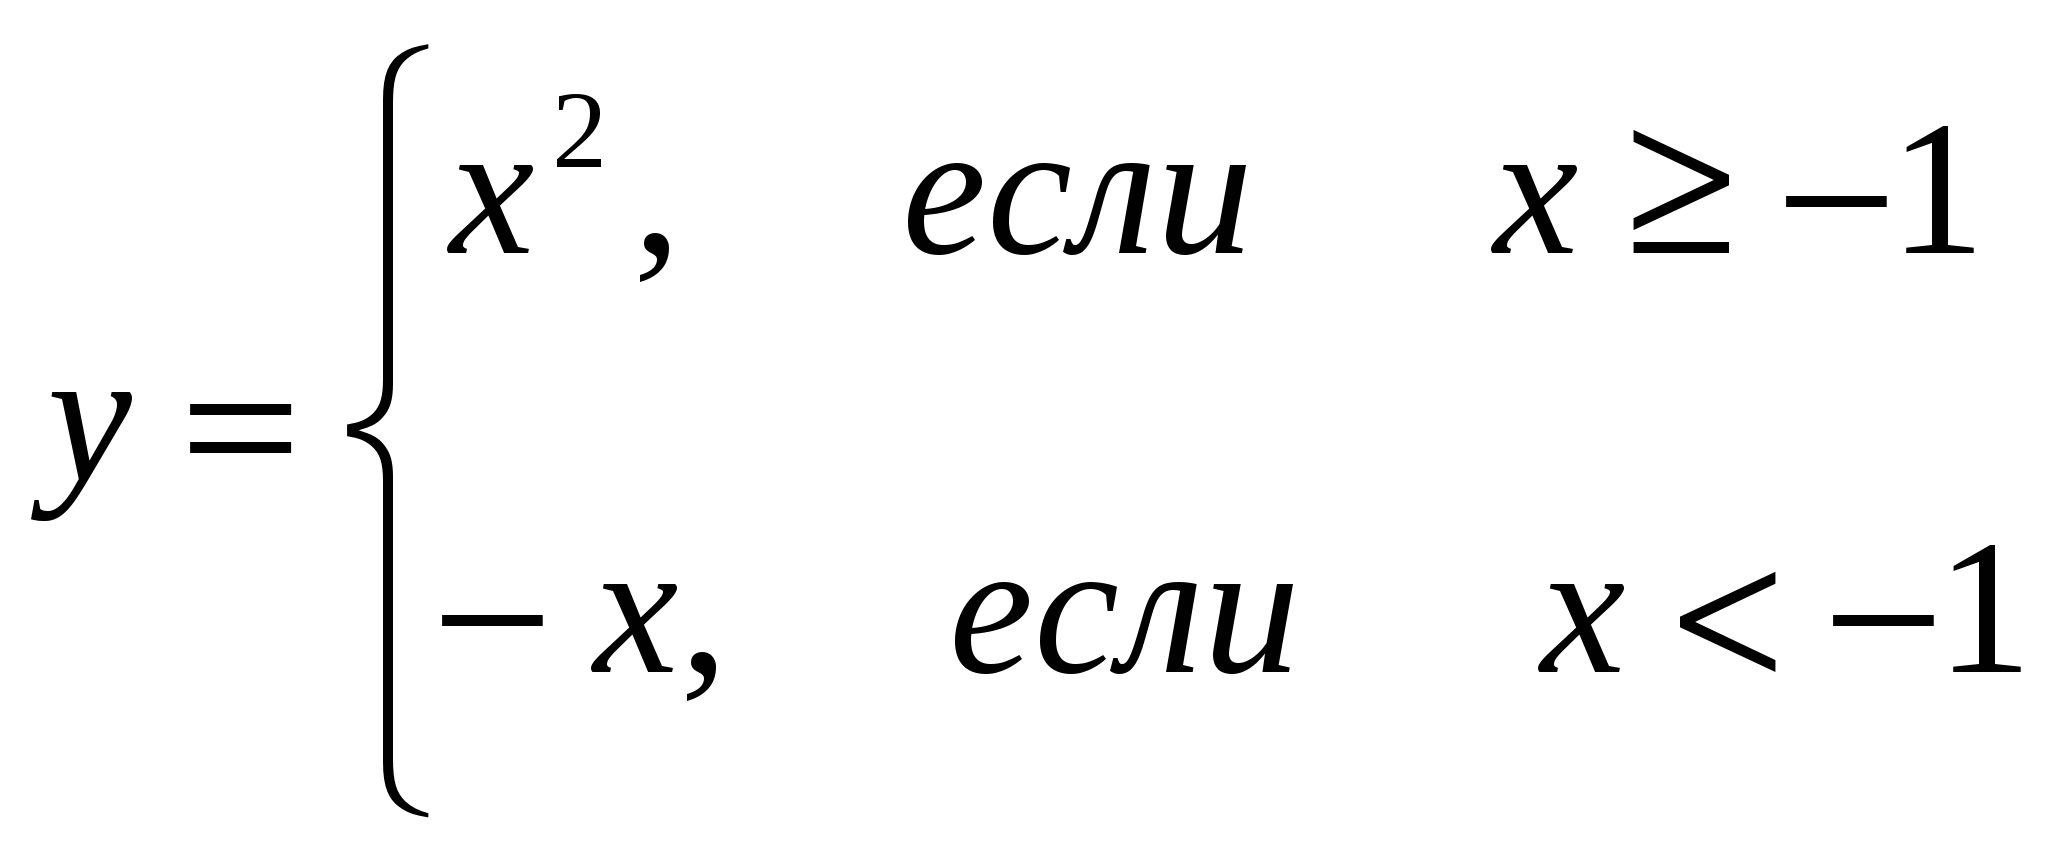 x², если x ≥ −1
y =
− x, если x < −1